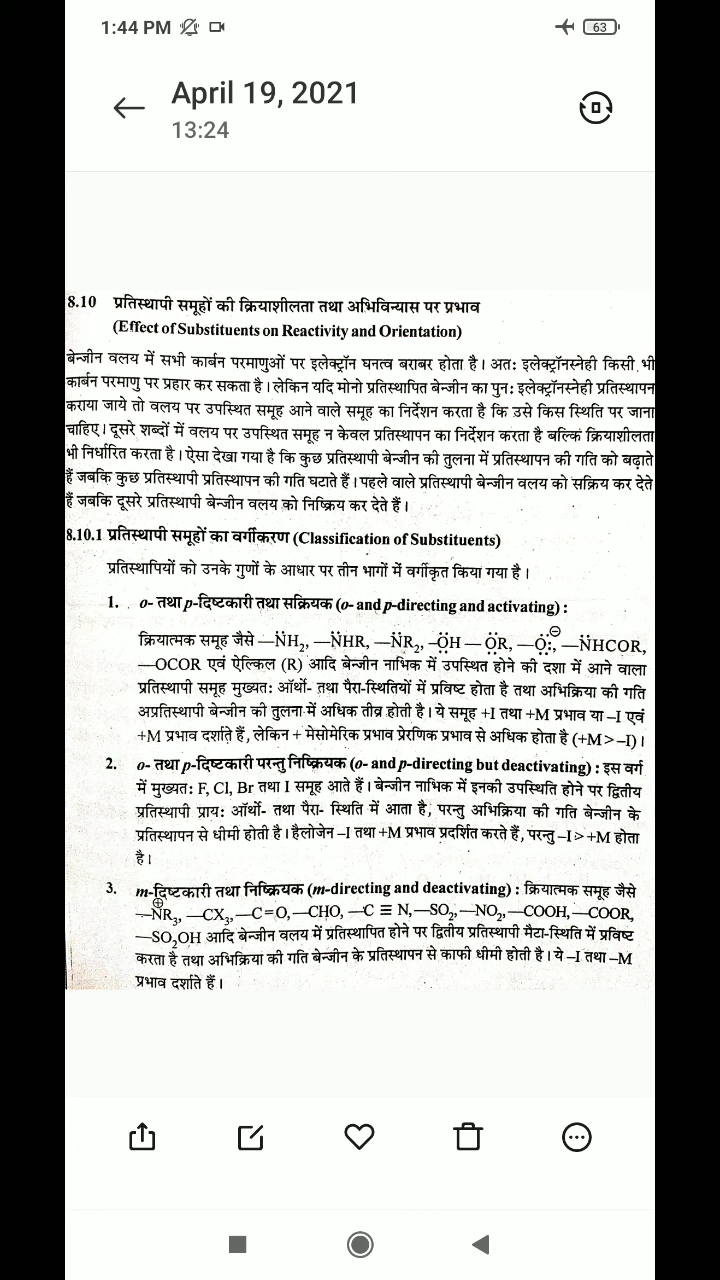 1:44 PM
63
April 19, 2021
13:24
8.10 प्रतिस्थापी समूहों की क्रियाशीलता तथा अभिविन्यास पर प्रभाव
(Effect of Substituents on Reactivity and Orientation)
बेन्जीन वलय में सभी कार्बन परमाणुओं पर इलेक्ट्रॉन घनत्व बराबर होता है। अत: इलेक्ट्रॉनस्नेही किसी भी
कार्बन परमाणु पर प्रहार कर सकता है। लेकिन यदि मोनो प्रतिस्थापित बेन्जीन का पुन: इलेक्ट्रॉनस्नेही प्रतिस्थापन
कराया जाये तो वलय पर उपस्थित समूह आने वाले समूह का निर्देशन करता है कि उसे किस स्थिति पर जाना
चाहिए। दूसरे शब्दों में वलय पर उपस्थित समूह न केवल प्रतिस्थापन का निर्देशन करता है बल्कि क्रियाशीलता
भी निर्धारित करता है। ऐसा देखा गया है कि कुछ प्रतिस्थापी बेन्जीन की तुलना में प्रतिस्थापन की गति को बढ़ाते
हैं जबकि कुछ प्रतिस्थापी प्रतिस्थापन की गति घटाते हैं। पहले वाले प्रतिस्थापी बेन्जीन वलय को सक्रिय कर देते
हैं जबकि दूसरे प्रतिस्थापी बेन्जीन वलय को निष्क्रिय कर देते हैं।
8.10.1 प्रतिस्थापी समूहों का वर्गीकरण (Classification of Substituents)
प्रतिस्थापियों को उनके गुणों के आधार पर तीन भागों में वर्गीकृत किया गया है।
1. o- तथा p-दिष्टकारी तथा सक्रियक (o- and p-directing and activating) :
क्रियात्मक समूह जैसे —N̈H₂, —N̈HR, —N̈R₂, —ÖH — ÖR, —Ö:⊖, —N̈HCOR,
—OCOR एवं ऐल्किल (R) आदि बेन्जीन नाभिक में उपस्थित होने की दशा में आने वाला
प्रतिस्थापी समूह मुख्यत: ऑर्थो- तथा पैरा-स्थितियों में प्रविष्ट होता है तथा अभिक्रिया की गति
अप्रतिस्थापी बेन्जीन की तुलना में अधिक तीव्र होती है। ये समूह +I तथा +M प्रभाव या –I एवं
+M प्रभाव दर्शाते हैं, लेकिन + मेसोमेरिक प्रभाव प्रेरणिक प्रभाव से अधिक होता है (+M>–I)।
2. o- तथा p-दिष्टकारी परन्तु निष्क्रियक (o- and p-directing but deactivating) : इस वर्ग
में मुख्यत: F, Cl, Br तथा I समूह आते हैं। बेन्जीन नाभिक में इनकी उपस्थिति होने पर द्वितीय
प्रतिस्थापी प्राय: ऑर्थो- तथा पैरा- स्थिति में आता है, परन्तु अभिक्रिया की गति बेन्जीन के
प्रतिस्थापन से धीमी होती है। हैलोजेन –I तथा +M प्रभाव प्रदर्शित करते हैं, परन्तु –I > +M होता
है।
3. m-दिष्टकारी तथा निष्क्रियक (m-directing and deactivating) : क्रियात्मक समूह जैसे
—N⊕R₃, —CX₃, —C=O, —CHO, —C ≡ N, —SO₂, —NO₂, —COOH, —COOR,
—SO₂OH आदि बेन्जीन वलय में प्रतिस्थापित होने पर द्वितीय प्रतिस्थापी मैटा-स्थिति में प्रविष्ट
करता है तथा अभिक्रिया की गति बेन्जीन के प्रतिस्थापन से काफी धीमी होती है। ये –I तथा –M
प्रभाव दर्शाते हैं।